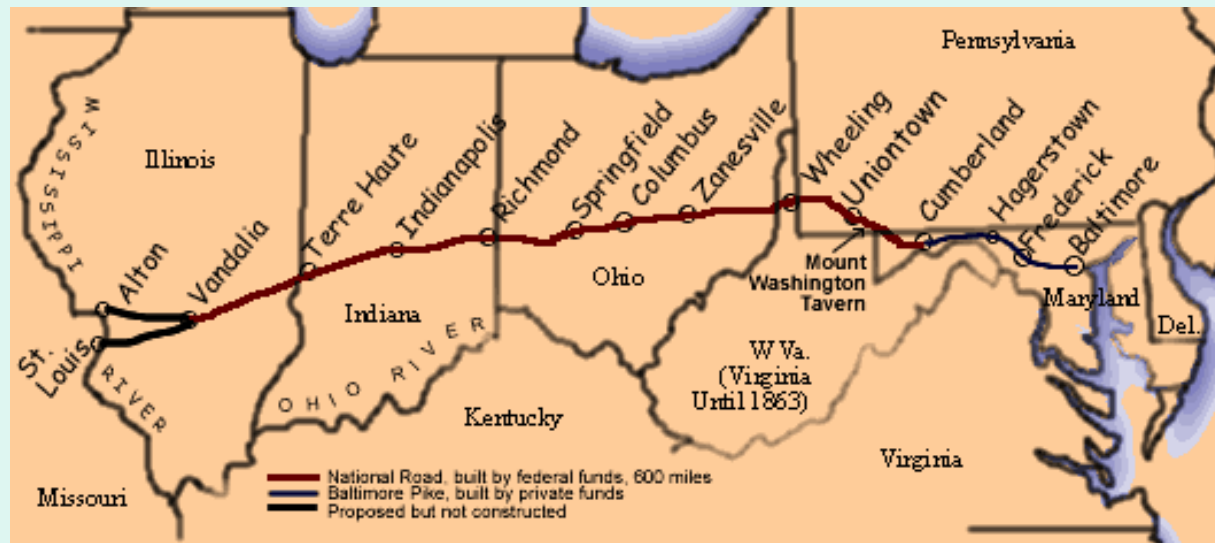 Pennsylvania
MISSISSIPPI
RIVER
Illinois
Alton
St.
Louis
Vandalia
Terre Haute
Indianapolis
Richmond
Springfield
Columbus
Zanesville
Wheeling
Uniontown
Cumberland
Hagerstown
Frederick
Baltimore
Mount
Washington
Tavern
Ohio
Indiana
Maryland
Del.
OHIO RIVER
W Va.
(Virginia
Until 1863)
Kentucky
Virginia
Missouri
National Road, built by federal funds, 600 miles
Baltimore Pike, built by private funds
Proposed but not constructed